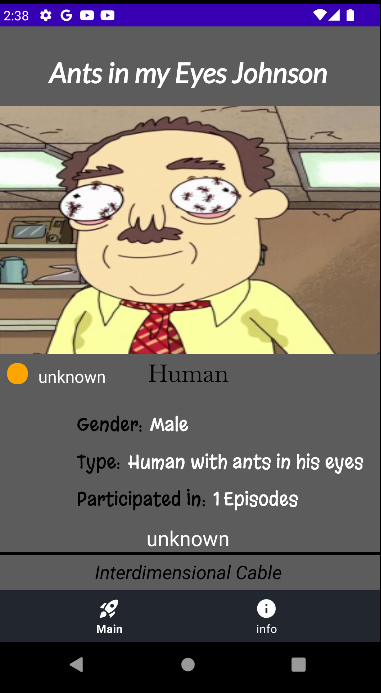 2:38
Ants in my Eyes Johnson
unknown Human
Gender: Male
Type: Human with ants in his eyes
Participated in: 1 Episodes
unknown
Interdimensional Cable
Main info